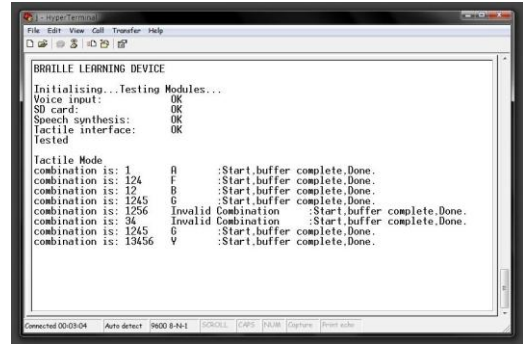 1 - HyperTerminal
File Edit View Call Transfer Help
BRAILLE LEARNING DEVICE
Initialising...Testing Modules...
Voice input: OK
SD card: OK
Speech synthesis: OK
Tactile interface: OK
Tested
Tactile Mode
combination is: 1 A :Start,buffer complete,Done.
combination is: 124 F :Start,buffer complete,Done.
combination is: 12 B :Start,buffer complete,Done.
combination is: 1245 G :Start,buffer complete,Done.
combination is: 1256 Invalid Combination :Start,buffer complete,Done.
combination is: 34 Invalid Combination :Start,buffer complete,Done.
combination is: 1245 G :Start,buffer complete,Done.
combination is: 13456 Y :Start,buffer complete,Done.
Connected 00:03:04 Auto detect 9600 8-N-1 SCROLL CAPS NUM Capture Print echo